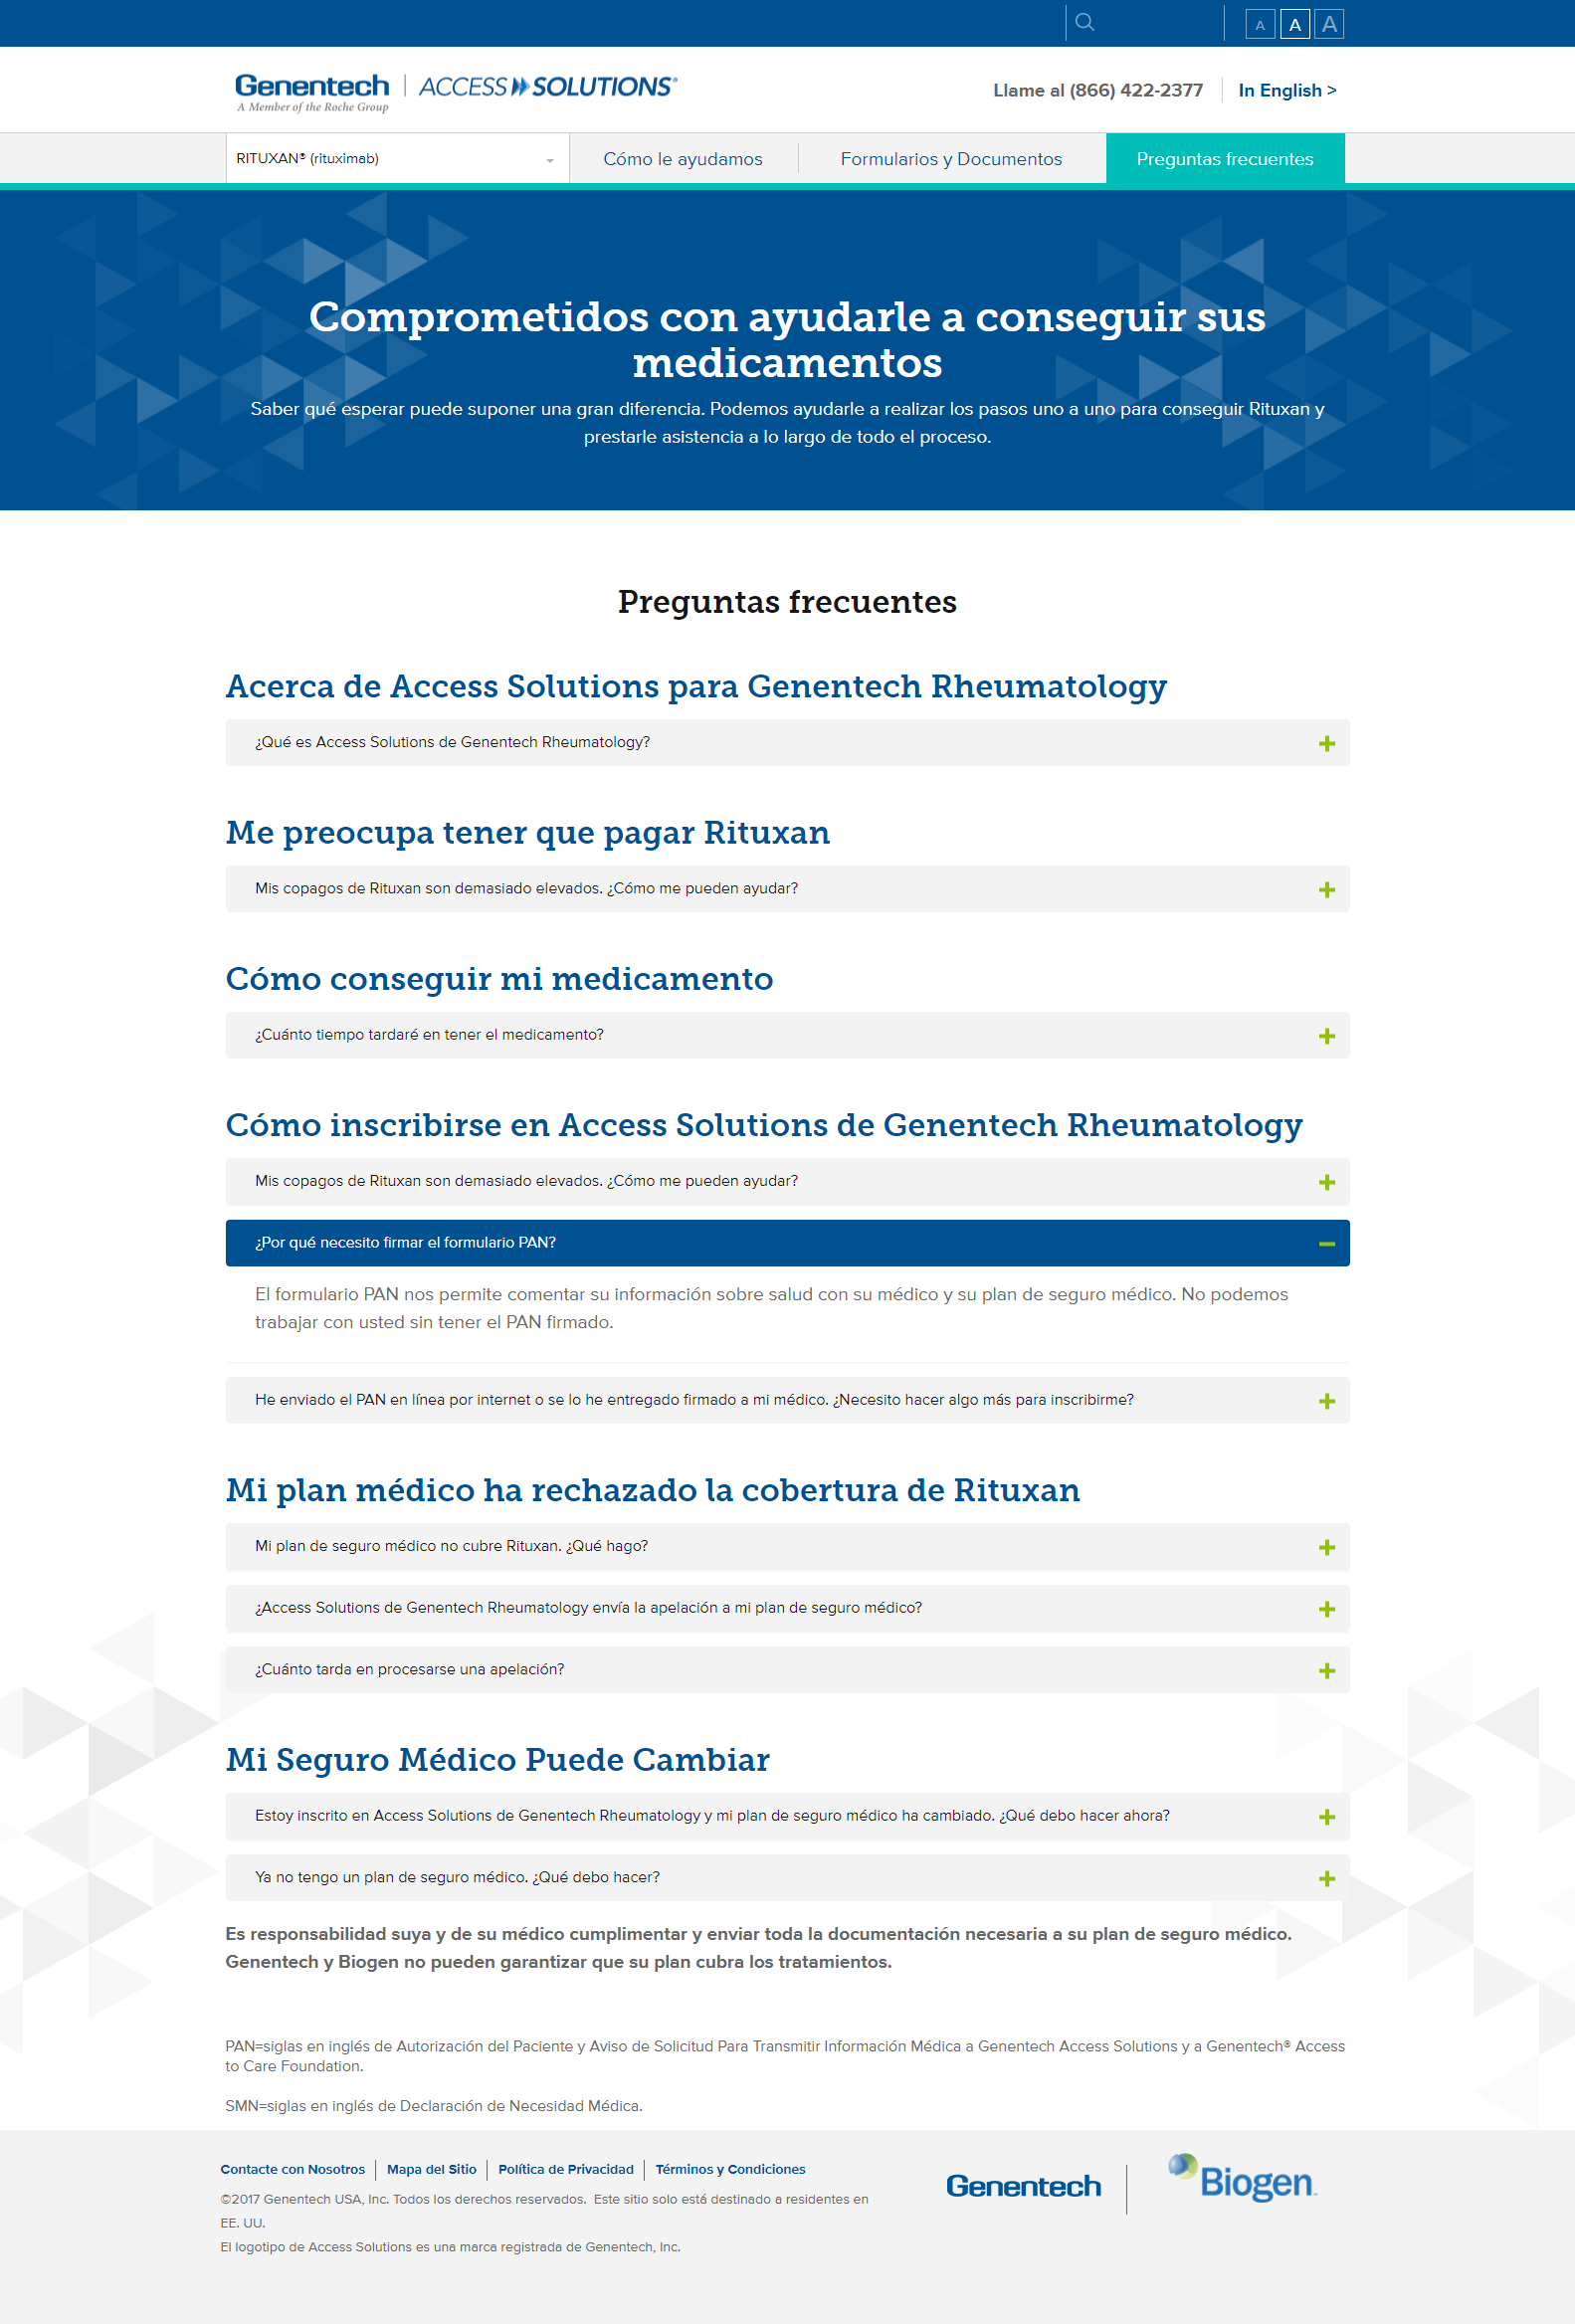 A A A
Genentech
A Member of the Roche Group
ACCESS SOLUTIONS®
Llame al (866) 422-2377
In English >
RITUXAN® (rituximab)
Cómo le ayudamos
Formularios y Documentos
Preguntas frecuentes
Comprometidos con ayudarle a conseguir sus
medicamentos
Saber qué esperar puede suponer una gran diferencia. Podemos ayudarle a realizar los pasos uno a uno para conseguir Rituxan y
prestarle asistencia a lo largo de todo el proceso.
Preguntas frecuentes
Acerca de Access Solutions para Genentech Rheumatology
¿Qué es Access Solutions de Genentech Rheumatology?
Me preocupa tener que pagar Rituxan
Mis copagos de Rituxan son demasiado elevados. ¿Cómo me pueden ayudar?
Cómo conseguir mi medicamento
¿Cuánto tiempo tardaré en tener el medicamento?
Cómo inscribirse en Access Solutions de Genentech Rheumatology
Mis copagos de Rituxan son demasiado elevados. ¿Cómo me pueden ayudar?
¿Por qué necesito firmar el formulario PAN?
El formulario PAN nos permite comentar su información sobre salud con su médico y su plan de seguro médico. No podemos
trabajar con usted sin tener el PAN firmado.
He enviado el PAN en línea por internet o se lo he entregado firmado a mi médico. ¿Necesito hacer algo más para inscribirme?
Mi plan médico ha rechazado la cobertura de Rituxan
Mi plan de seguro médico no cubre Rituxan. ¿Qué hago?
¿Access Solutions de Genentech Rheumatology envía la apelación a mi plan de seguro médico?
¿Cuánto tarda en procesarse una apelación?
Mi Seguro Médico Puede Cambiar
Estoy inscrito en Access Solutions de Genentech Rheumatology y mi plan de seguro médico ha cambiado. ¿Qué debo hacer ahora?
Ya no tengo un plan de seguro médico. ¿Qué debo hacer?
Es responsabilidad suya y de su médico cumplimentar y enviar toda la documentación necesaria a su plan de seguro médico.
Genentech y Biogen no pueden garantizar que su plan cubra los tratamientos.
PAN=siglas en inglés de Autorización del Paciente y Aviso de Solicitud Para Transmitir Información Médica a Genentech Access Solutions y a Genentech® Access
to Care Foundation.
SMN=siglas en inglés de Declaración de Necesidad Médica.
Contacte con Nosotros
Mapa del Sitio
Política de Privacidad
Términos y Condiciones
©2017 Genentech USA, Inc. Todos los derechos reservados. Este sitio solo está destinado a residentes en
EE. UU.
El logotipo de Access Solutions es una marca registrada de Genentech, Inc.
Genentech
Biogen